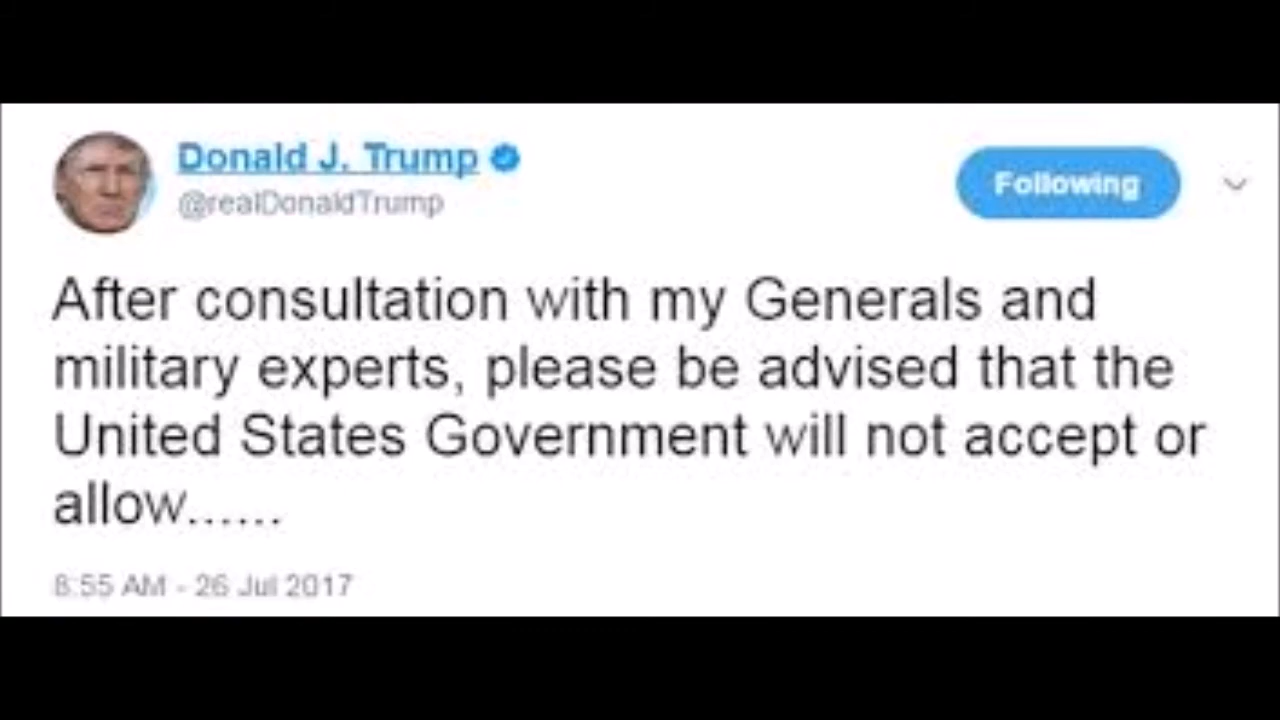 Donald J. Trump
@realDonaldTrump
Following
After consultation with my Generals and
military experts, please be advised that the
United States Government will not accept or
allow......
8:55 AM - 26 Jul 2017